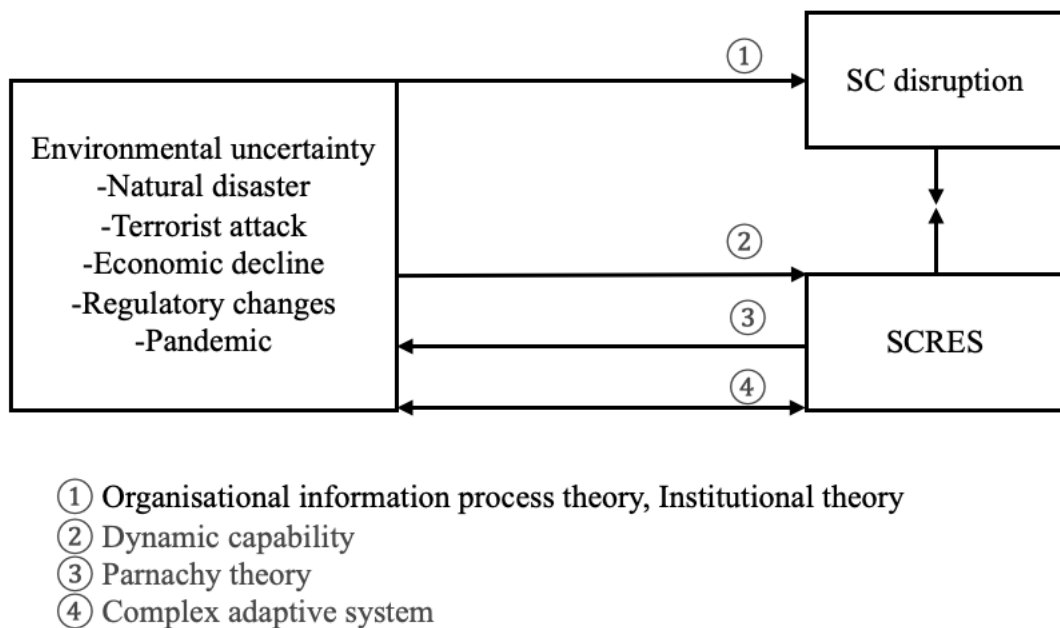 ①
SC disruption
Environmental uncertainty
-Natural disaster
-Terrorist attack
-Economic decline
-Regulatory changes
-Pandemic
②
③
SCRES
④
① Organisational information process theory, Institutional theory
② Dynamic capability
③ Parnachy theory
④ Complex adaptive system